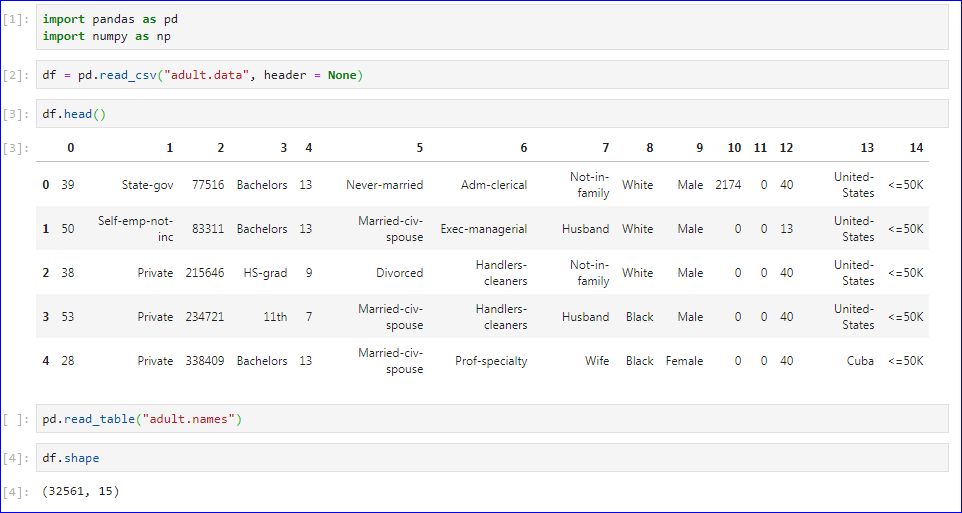 [1]: import pandas as pd
import numpy as np
[2]: df = pd.read_csv("adult.data", header = None)
[3]: df.head()
[3]: 0 1 2 3 4 5 6 7 8 9 10 11 12 13 14
0 39 State-gov 77516 Bachelors 13 Never-married Adm-clerical Not-in-family White Male 2174 0 40 United-States <=50K
1 50 Self-emp-not-inc 83311 Bachelors 13 Married-civ-spouse Exec-managerial Husband White Male 0 0 13 United-States <=50K
2 38 Private 215646 HS-grad 9 Divorced Handlers-cleaners Not-in-family White Male 0 0 40 United-States <=50K
3 53 Private 234721 11th 7 Married-civ-spouse Handlers-cleaners Husband Black Male 0 0 40 United-States <=50K
4 28 Private 338409 Bachelors 13 Married-civ-spouse Prof-specialty Wife Black Female 0 0 40 Cuba <=50K
[ ]: pd.read_table("adult.names")
[4]: df.shape
[4]: (32561, 15)